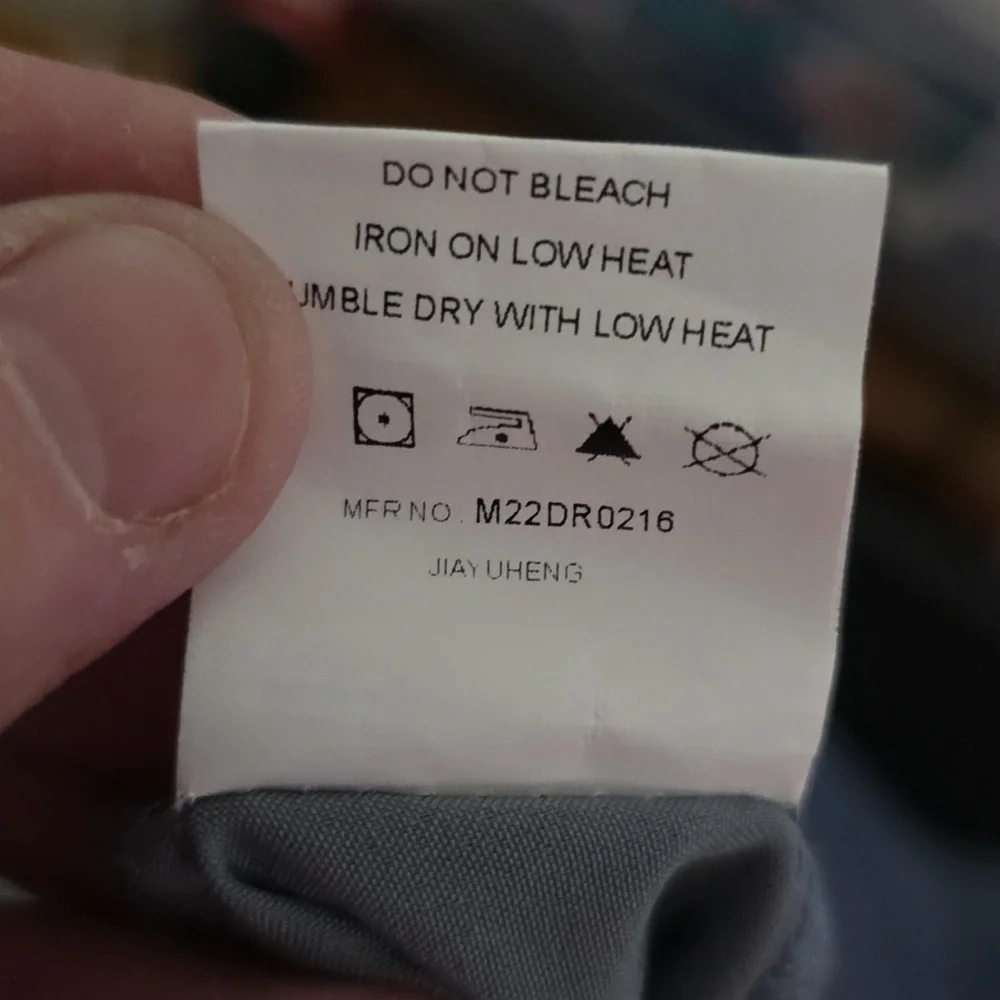 DO NOT BLEACH
IRON ON LOW HEAT
UMBLE DRY WITH LOW HEAT
MFR NO. M22DR0216
JIAYUHENG